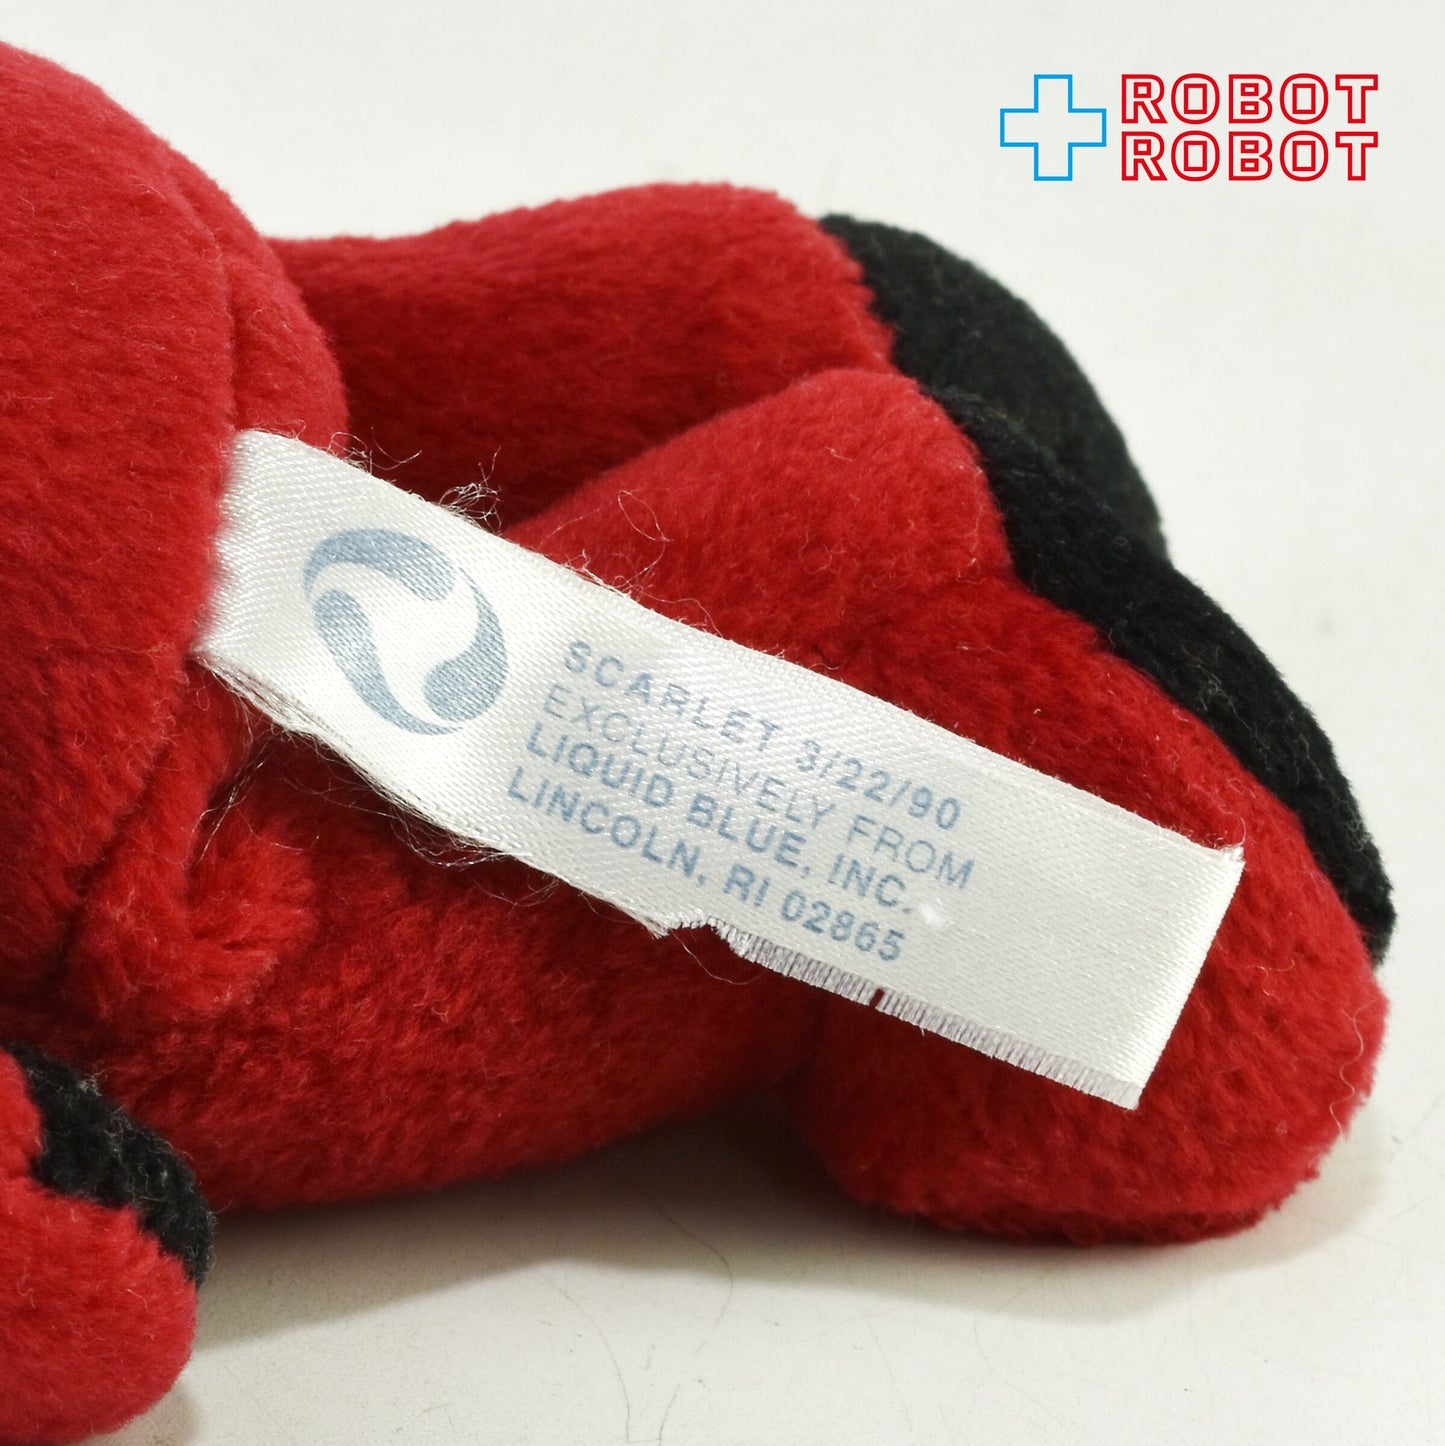 ROBOT
ROBOT
SCARLET 3/22/90
EXCLUSIVELY FROM
LIQUID BLUE, INC.
LINCOLN, RI 02865